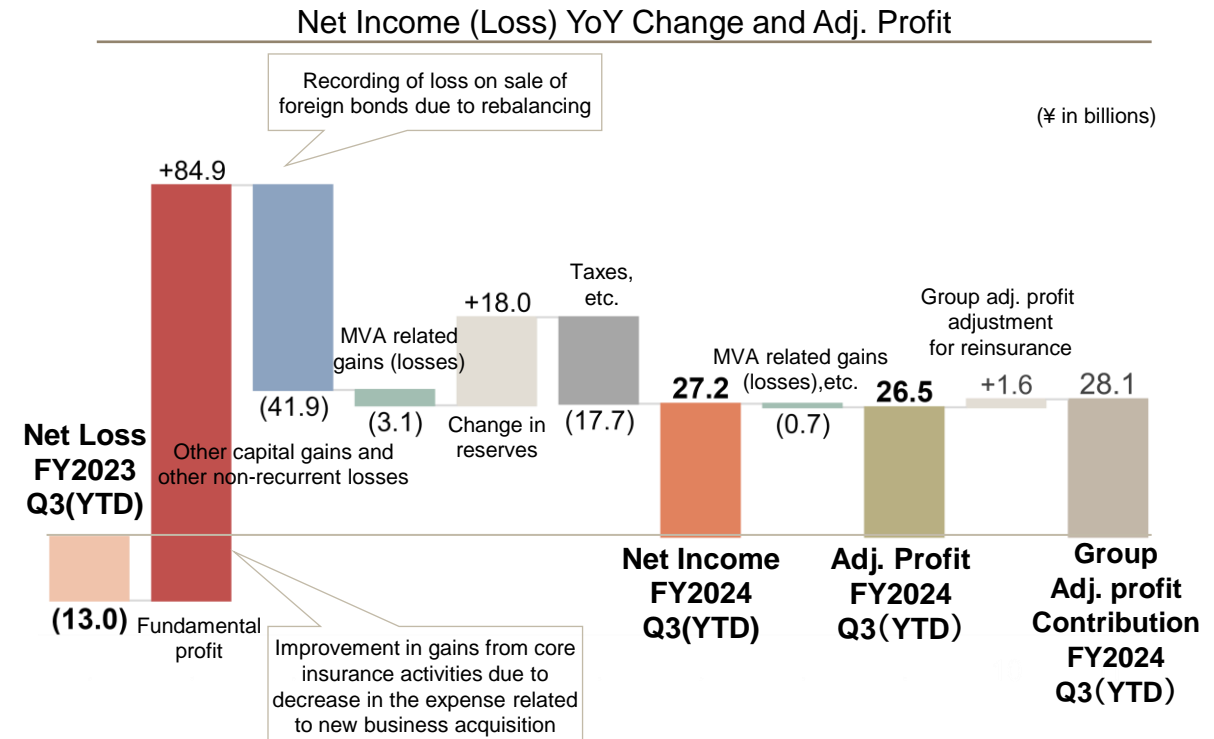 Net Income (Loss) YoY Change and Adj. Profit
Recording of loss on sale of
foreign bonds due to rebalancing
(¥ in billions)
+84.9
(41.9)
Other capital gains and
other non-recurrent losses
MVA related
gains (losses)
(3.1)
+18.0
Change in
reserves
Taxes,
etc.
(17.7)
27.2
MVA related gains
(losses),etc.
(0.7)
26.5
Group adj. profit
adjustment
for reinsurance
+1.6
28.1
Net Loss
FY2023
Q3(YTD)
(13.0)
Fundamental
profit
Improvement in gains from core
insurance activities due to
decrease in the expense related
to new business acquisition
Net Income
FY2024
Q3(YTD)
Adj. Profit
FY2024
Q3（YTD）
Group
Adj. profit
Contribution
FY2024
Q3（YTD）